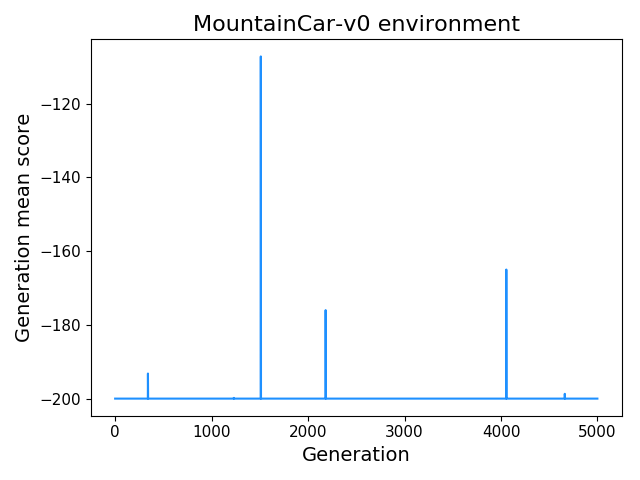 MountainCar-v0 environment
Generation mean score
−120
−140
−160
−180
−200
0 1000 2000 3000 4000 5000
Generation